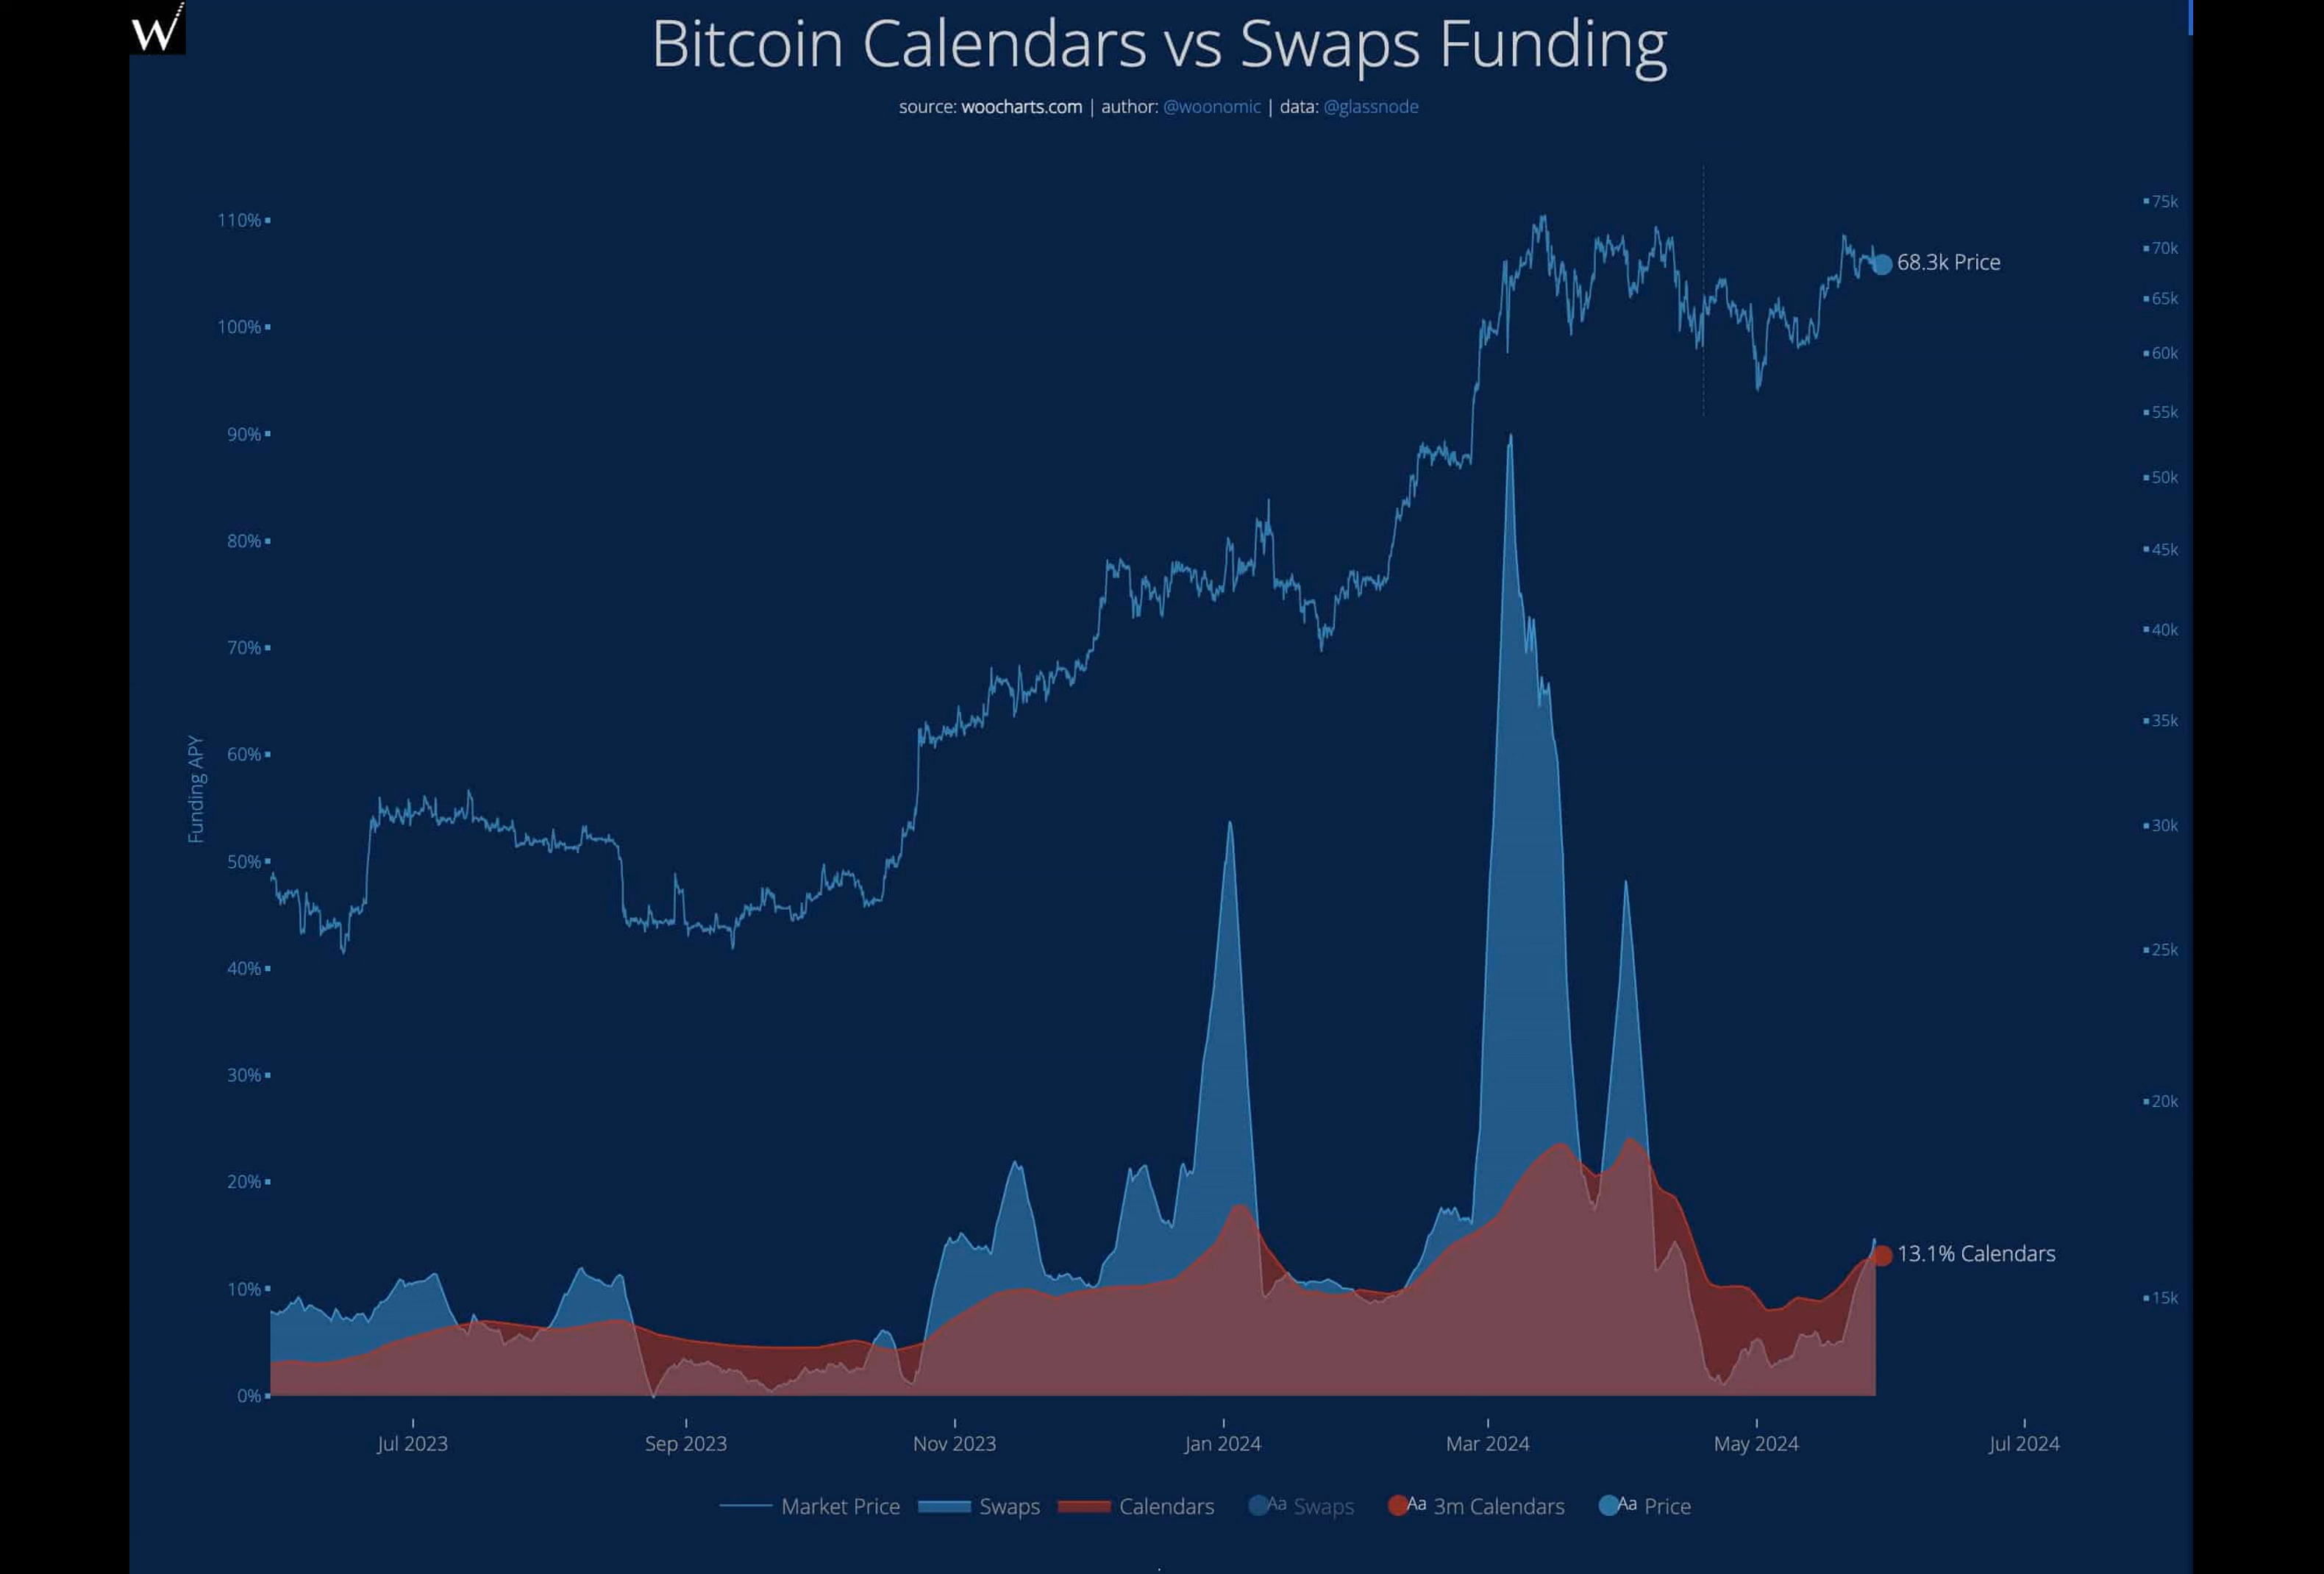 W
Bitcoin Calendars vs Swaps Funding
source: woocharts.com | author: @woonomic | data: @glassnode
110%
100%
90%
80%
70%
60%
50%
40%
30%
20%
10%
0%
Funding APY
75k
70k
65k
60k
55k
50k
45k
40k
35k
30k
25k
20k
15k
68.3k Price
13.1% Calendars
Jul 2023 Sep 2023 Nov 2023 Jan 2024 Mar 2024 May 2024 Jul 2024
Market Price Swaps Calendars Aa Swaps Aa 3m Calendars Aa Price